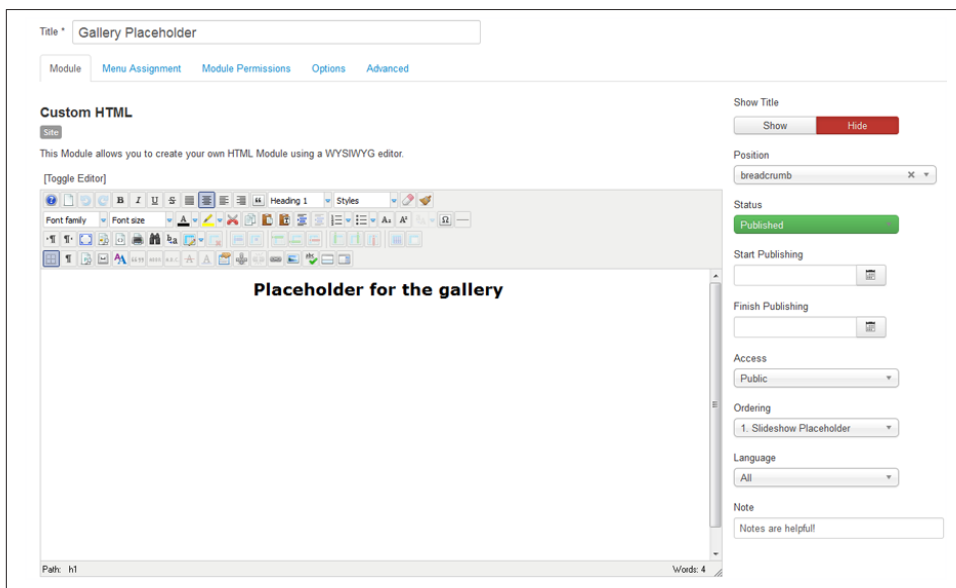 Title * Gallery Placeholder
Module Menu Assignment Module Permissions Options Advanced
Custom HTML
Site
This Module allows you to create your own HTML Module using a WYSIWYG editor.
[Toggle Editor]
B I U S Heading 1 Styles
Font family Font size
Placeholder for the gallery
Path: h1 Words: 4
Show Title
Show Hide
Position
breadcrumb
Status
Published
Start Publishing
Finish Publishing
Access
Public
Ordering
1. Slideshow Placeholder
Language
All
Note
Notes are helpful!